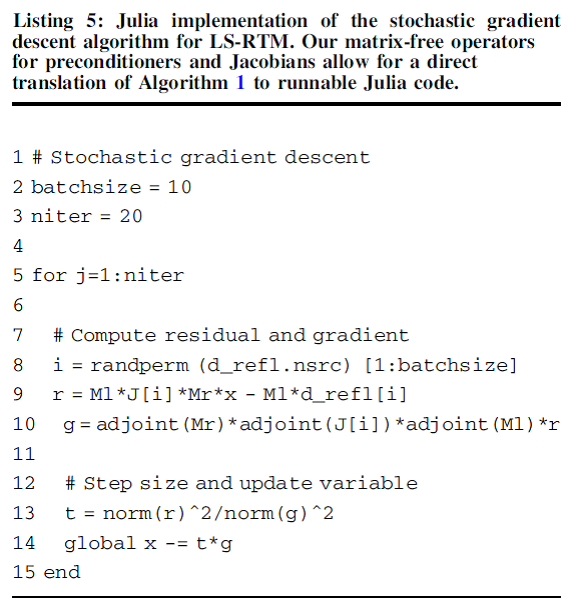 Listing 5: Julia implementation of the stochastic gradient
descent algorithm for LS-RTM. Our matrix-free operators
for preconditioners and Jacobians allow for a direct
translation of Algorithm 1 to runnable Julia code.
1 # Stochastic gradient descent
2 batchsize = 10
3 niter = 20
4
5 for j=1:niter
6
7   # Compute residual and gradient
8   i = randperm (d_refl.nsrc) [1:batchsize]
9   r = Ml*J[i]*Mr*x - Ml*d_refl[i]
10   g = adjoint(Mr)*adjoint(J[i])*adjoint(Ml)*r
11
12   # Step size and update variable
13   t = norm(r)^2/norm(g)^2
14   global x -= t*g
15 end